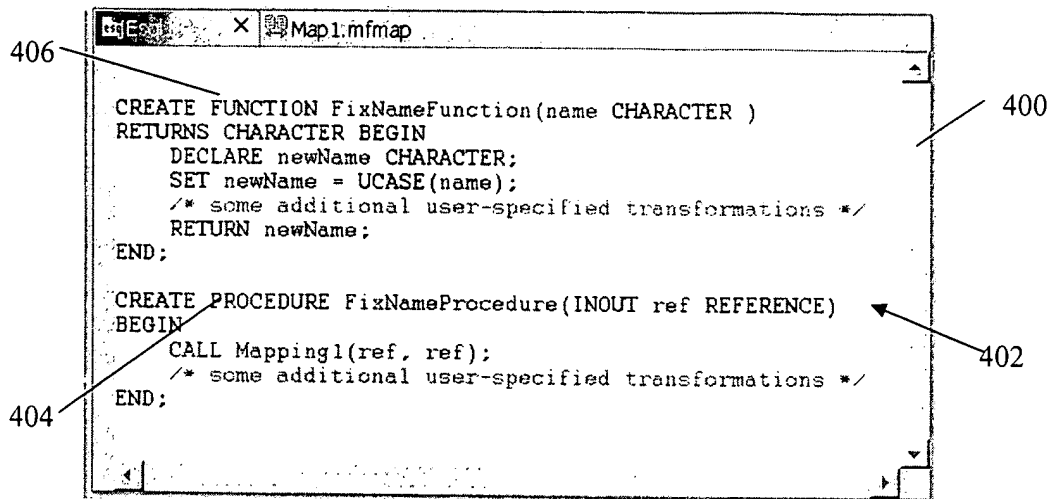 Map1.mfmap
406
400
CREATE FUNCTION FixNameFunction(name CHARACTER )
RETURNS CHARACTER BEGIN
DECLARE newName CHARACTER;
SET newName = UCASE(name);
/* some additional user-specified transformations */
RETURN newName;
END;
CREATE PROCEDURE FixNameProcedure(INOUT ref REFERENCE)
BEGIN
CALL Mapping1(ref, ref);
/* some additional user-specified transformations */
END;
402
404